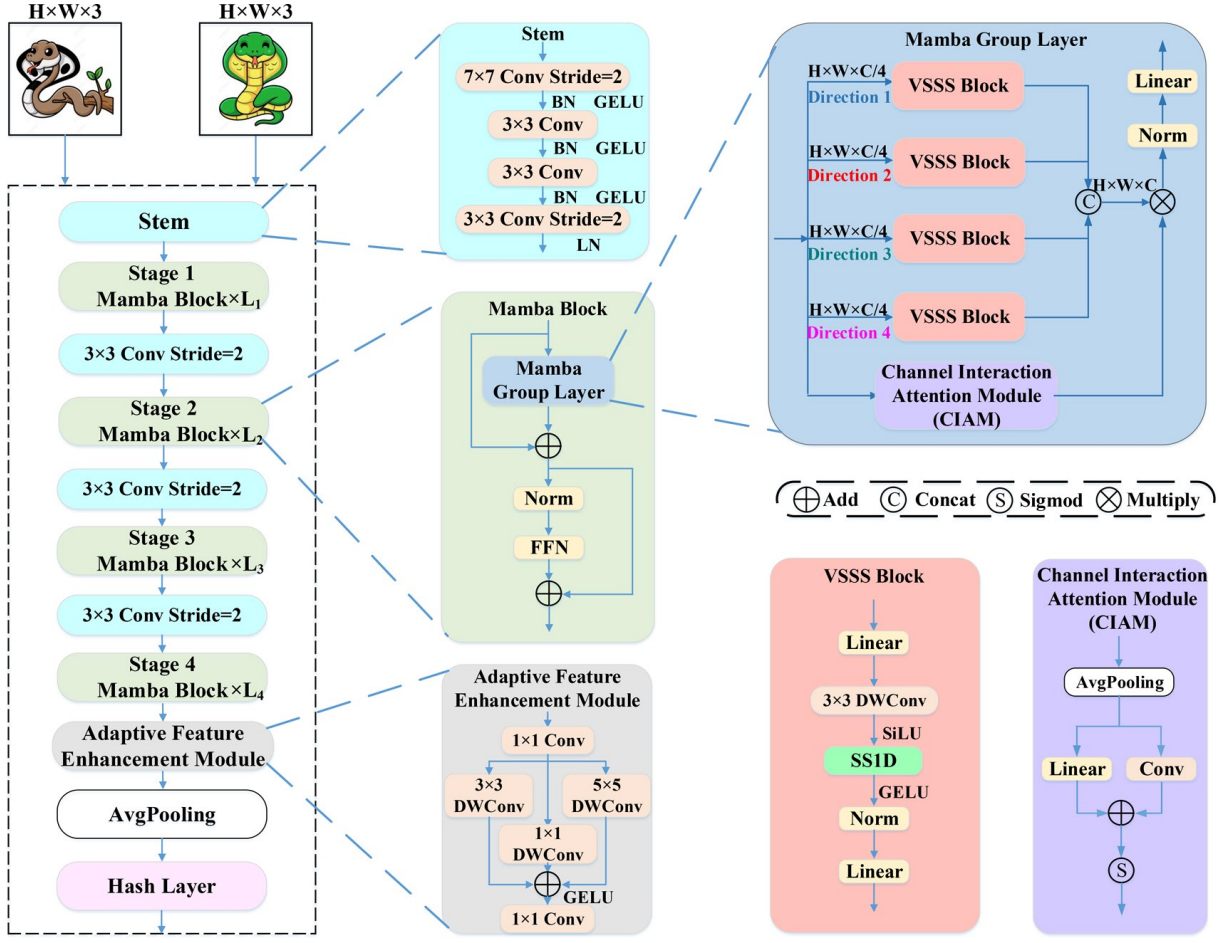 H×W×3
H×W×3
Stem
Stage 1
Mamba Block×L1
3×3 Conv Stride=2
Stage 2
Mamba Block×L2
3×3 Conv Stride=2
Stage 3
Mamba Block×L3
3×3 Conv Stride=2
Stage 4
Mamba Block×L4
Adaptive Feature
Enhancement Module
AvgPooling
Hash Layer
Stem
7×7 Conv Stride=2
BN GELU
3×3 Conv
BN GELU
3×3 Conv
BN GELU
3×3 Conv Stride=2
LN
Mamba Block
Mamba
Group Layer
Norm
FFN
Adaptive Feature
Enhancement Module
1×1 Conv
3×3
DWConv
5×5
DWConv
1×1
DWConv
GELU
1×1 Conv
Mamba Group Layer
H×W×C/4
Direction 1
VSSS Block
H×W×C/4
Direction 2
VSSS Block
H×W×C/4
Direction 3
VSSS Block
H×W×C/4
Direction 4
VSSS Block
Channel Interaction
Attention Module
(CIAM)
C
H×W×C
Norm
Linear
Add C Concat S Sigmod Multiply
VSSS Block
Linear
3×3 DWConv
SiLU
SS1D
GELU
Norm
Linear
Channel Interaction
Attention Module
(CIAM)
AvgPooling
Linear
Conv
S